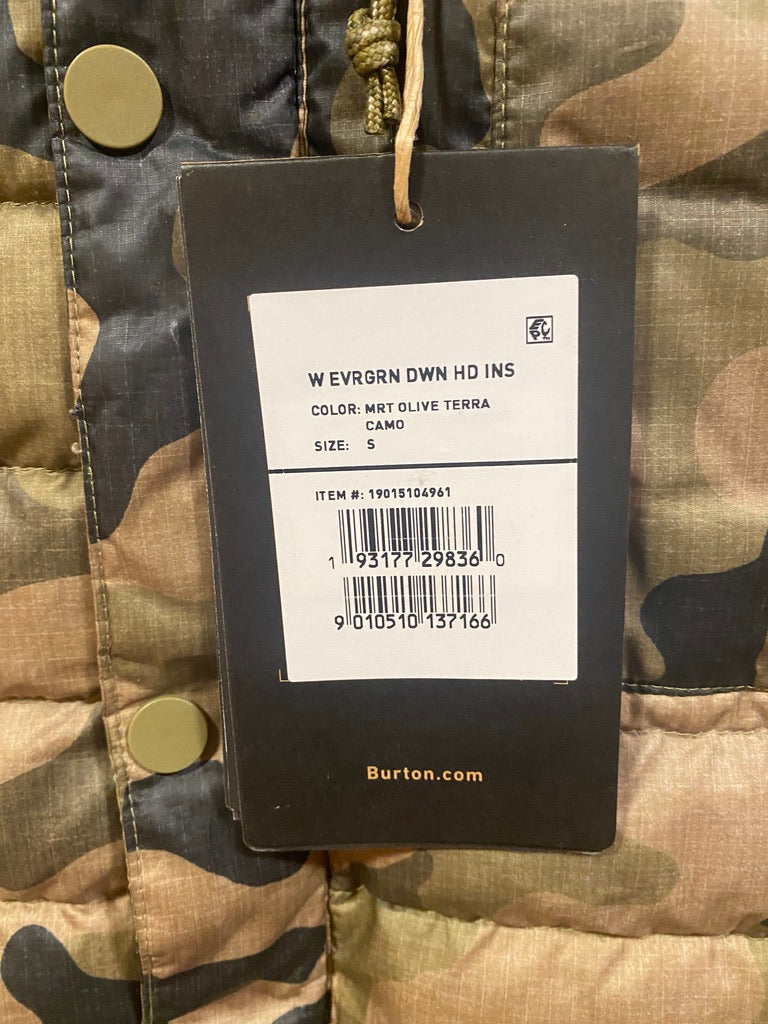 EPC
W EVRGRN DWN HD INS
COLOR: MRT OLIVE TERRA
CAMO
SIZE: S
ITEM #: 19015104961
1 93177 29836 0
9 010510 137166
Burton.com